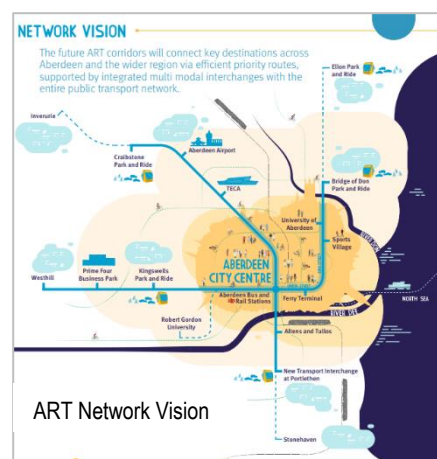 NETWORK VISION
The future ART corridors will connect key destinations across
Aberdeen and the wider region via efficient priority routes,
supported by integrated multi modal interchanges with the
entire public transport network.
Ellon Park
and Ride
Inverurie
Craibstone
Park and Ride
Aberdeen Airport
TECA
Bridge of Don
Park and Ride
University of
Aberdeen
Sports
Village
RIVER DON
ABERDEEN
CITY CENTRE
Westhill
Prime Four
Business Park
Kingswells
Park and Ride
Aberdeen Bus and
Rail Stations
Ferry Terminal
NORTH SEA
RIVER DEE
Robert Gordon
University
Altens and Tullos
New Transport Interchange
at Portlethen
Stonehaven
ART Network Vision